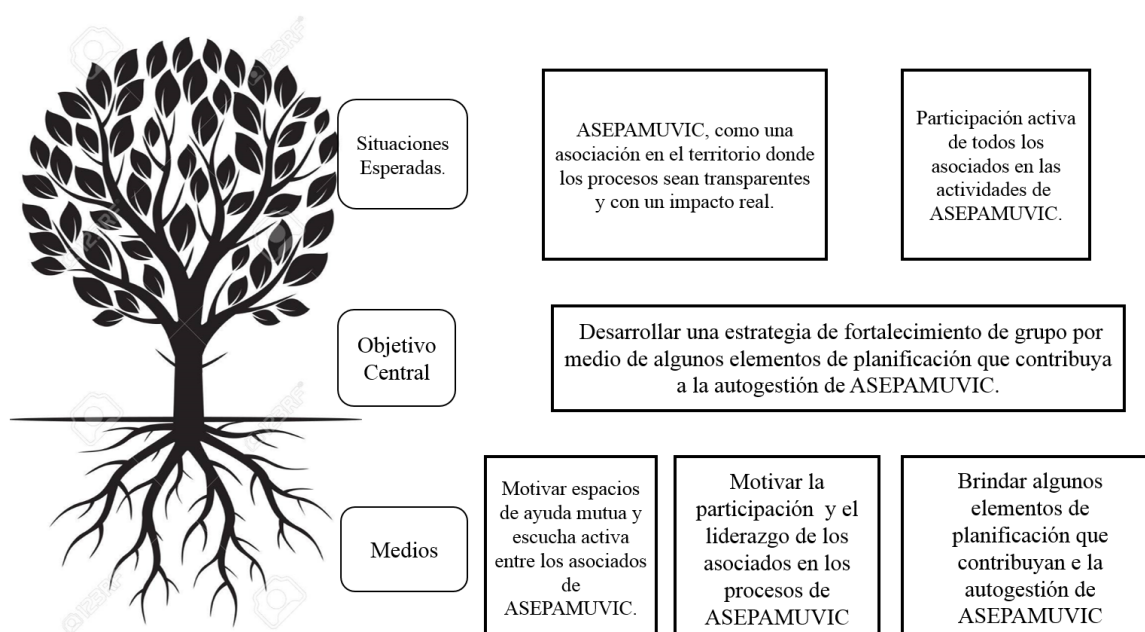 Situaciones
Esperadas.
ASEPAMUVIC, como una
asociación en el territorio donde
los procesos sean transparentes
y con un impacto real.
Participación activa
de todos los
asociados en las
actividades de
ASEPAMUVIC.
Objetivo
Central
Desarrollar una estrategia de fortalecimiento de grupo por
medio de algunos elementos de planificación que contribuya
a la autogestión de ASEPAMUVIC.
Medios
Motivar espacios
de ayuda mutua y
escucha activa
entre los asociados
de
ASEPAMUVIC.
Motivar la
participación y el
liderazgo de los
asociados en los
procesos de
ASEPAMUVIC
Brindar algunos
elementos de
planificación que
contribuyan e la
autogestión de
ASEPAMUVIC
123RF
123RF
123RF
123RF